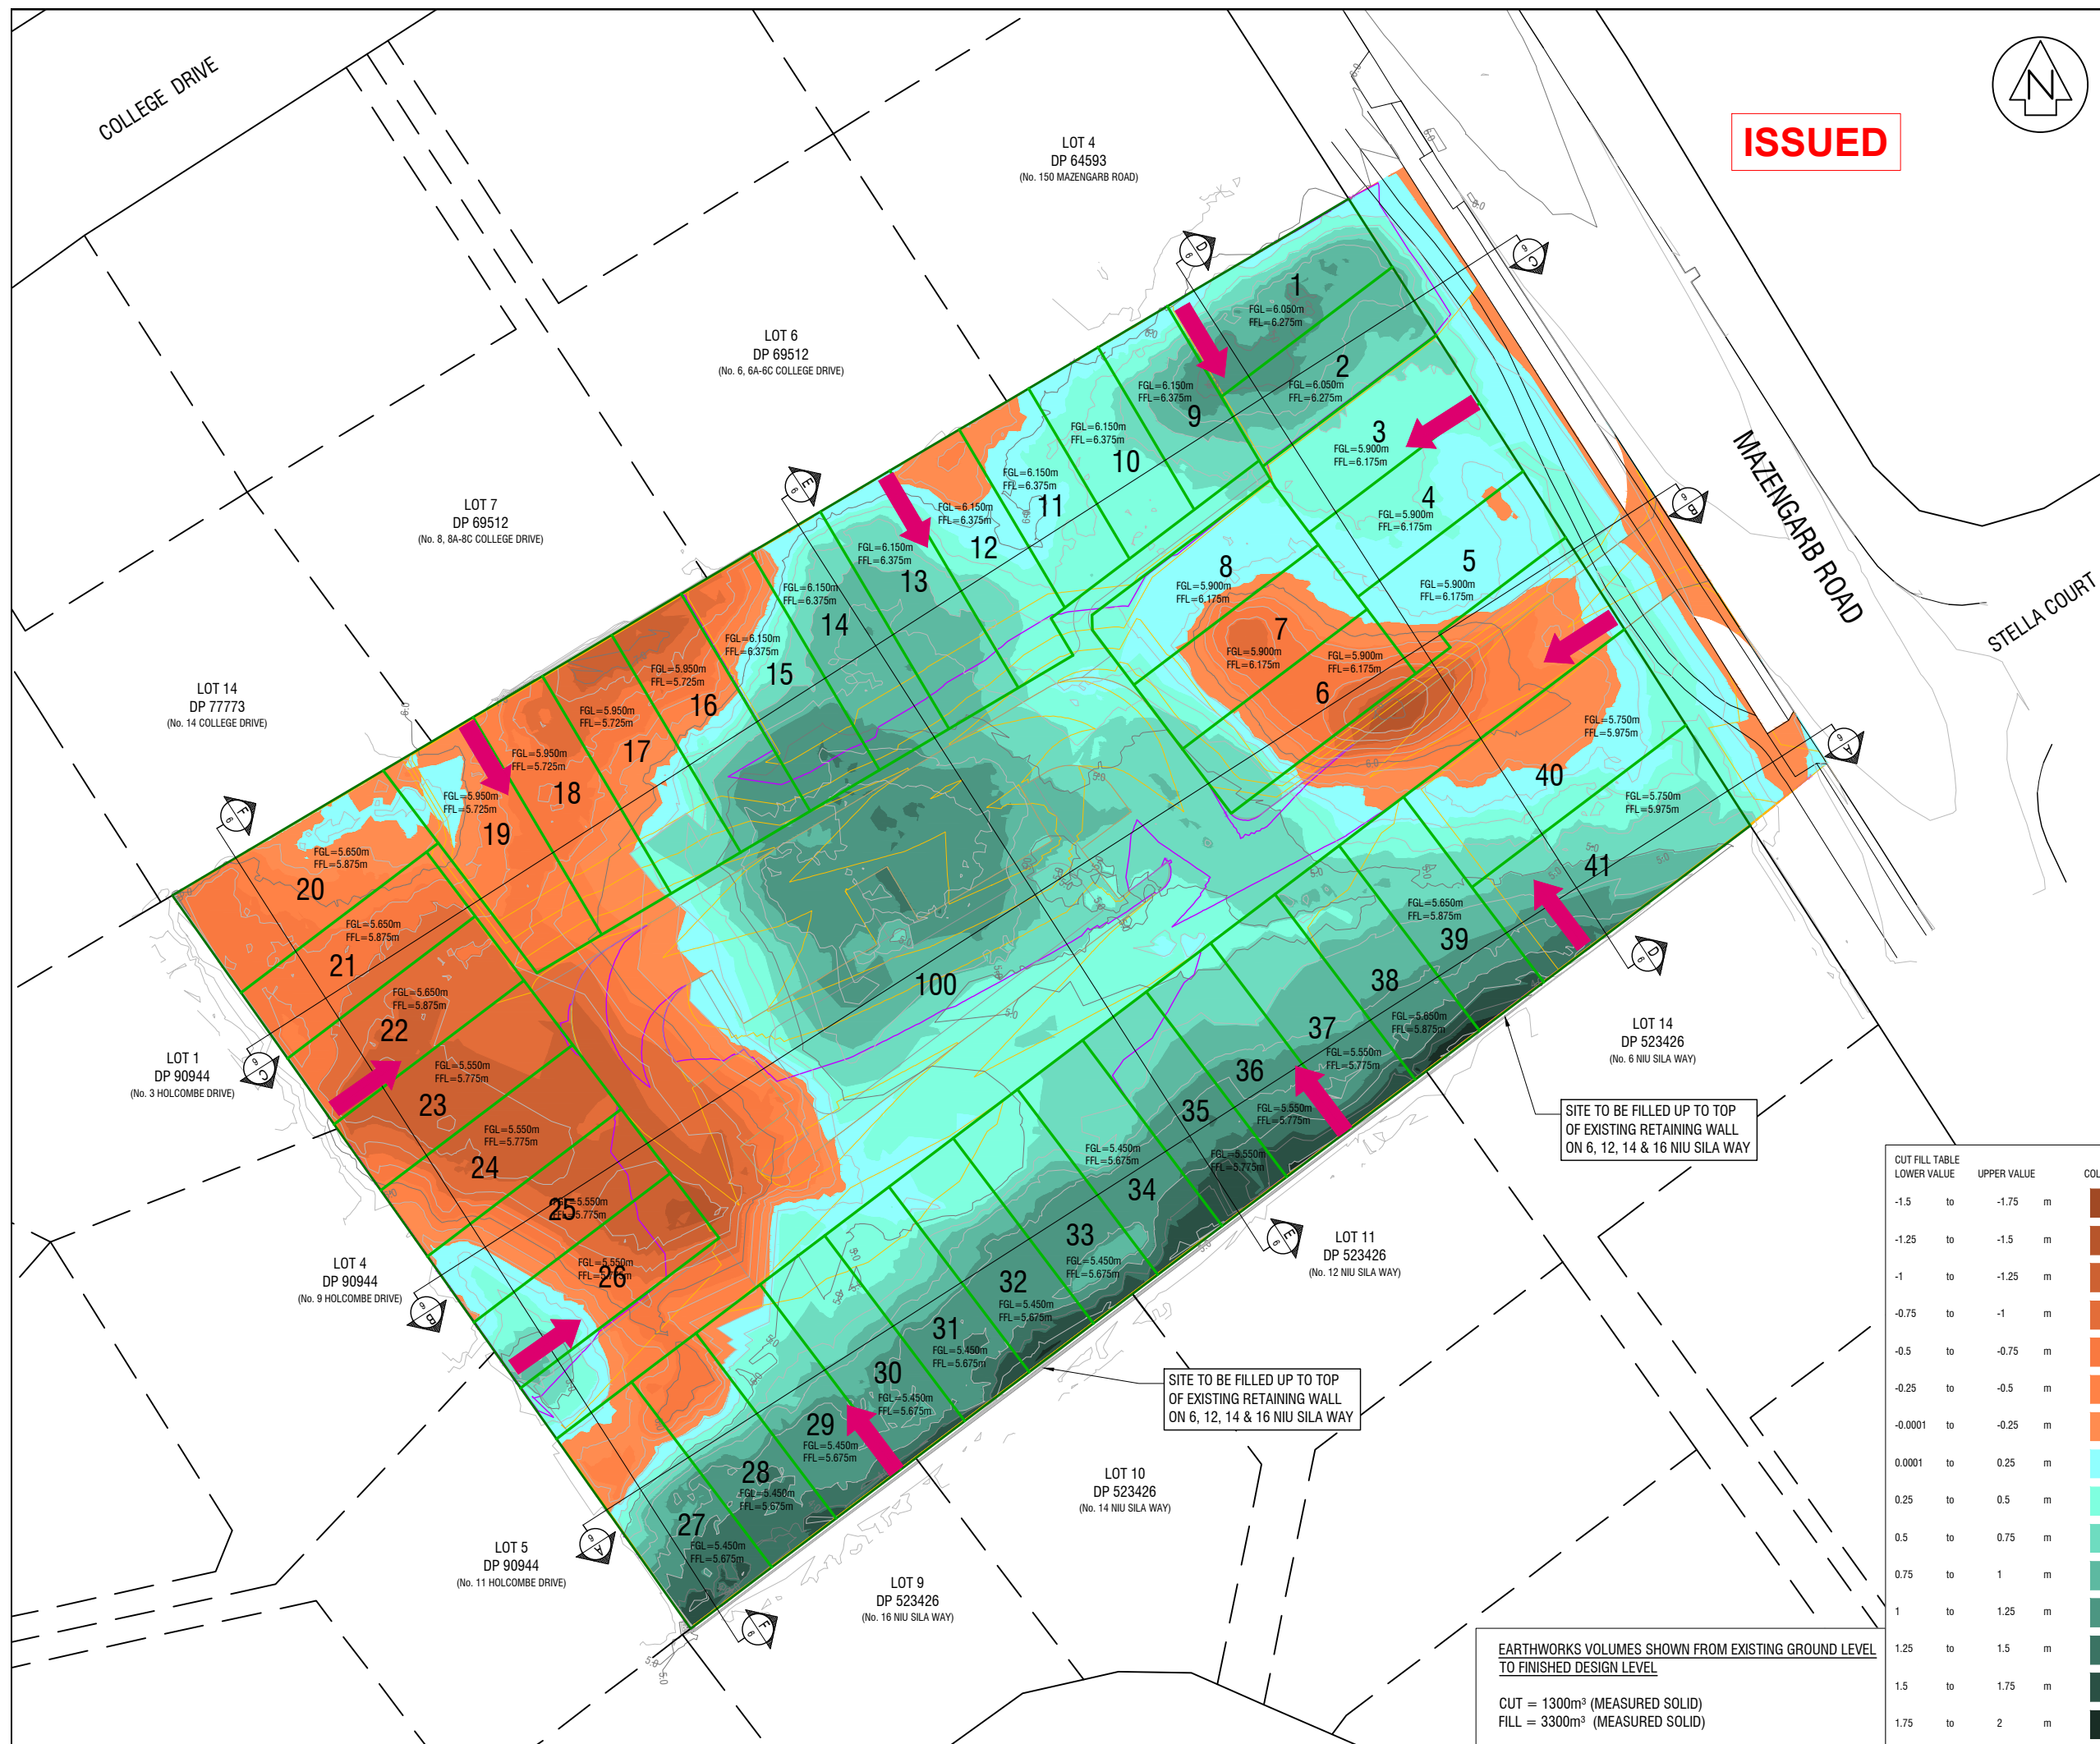 COLLEGE DRIVE
N
ISSUED
LOT 4
DP 64593
(No. 150 MAZENGARB ROAD)
LOT 6
DP 69512
(No. 6, 6A-6C COLLEGE DRIVE)
LOT 7
DP 69512
(No. 8, 8A-8C COLLEGE DRIVE)
LOT 14
DP 77773
(No. 14 COLLEGE DRIVE)
LOT 1
DP 90944
(No. 3 HOLCOMBE DRIVE)
LOT 4
DP 90944
(No. 9 HOLCOMBE DRIVE)
LOT 5
DP 90944
(No. 11 HOLCOMBE DRIVE)
LOT 9
DP 523426
(No. 16 NIU SILA WAY)
LOT 10
DP 523426
(No. 14 NIU SILA WAY)
LOT 11
DP 523426
(No. 12 NIU SILA WAY)
LOT 14
DP 523426
(No. 6 NIU SILA WAY)
MAZENGARB ROAD
STELLA COURT
1
FGL=6.050m
FFL=6.275m
2
FGL=6.050m
FFL=6.275m
3
FGL=5.900m
FFL=6.175m
4
FGL=5.900m
FFL=6.175m
5
FGL=5.900m
FFL=6.175m
6
FGL=5.900m
FFL=6.175m
7
FGL=5.900m
FFL=6.175m
8
FGL=5.900m
FFL=6.175m
FGL=6.150m
FFL=6.375m
9
FGL=6.150m
FFL=6.375m
10
FGL=6.150m
FFL=6.375m
11
FGL=6.150m
FFL=6.375m
12
FGL=6.150m
FFL=6.375m
13
FGL=6.150m
FFL=6.375m
14
FGL=6.150m
FFL=6.375m
15
FGL=5.950m
FFL=5.725m
16
FGL=5.950m
FFL=5.725m
17
FGL=5.950m
FFL=5.725m
18
FGL=5.950m
FFL=5.725m
19
FGL=5.650m
FFL=5.875m
20
FGL=5.650m
FFL=5.875m
21
FGL=5.650m
FFL=5.875m
22
FGL=5.550m
FFL=5.775m
23
FGL=5.550m
FFL=5.775m
24
FGL=5.550m
FFL=5.775m
25
FGL=5.550m
26
27
FGL=5.450m
FFL=5.675m
28
FGL=5.450m
FFL=5.675m
29
FGL=5.450m
FFL=5.675m
30
FGL=5.450m
FFL=5.675m
31
FGL=5.450m
FFL=5.675m
32
FGL=5.450m
FFL=5.675m
33
FGL=5.450m
FFL=5.675m
FGL=5.450m
FFL=5.675m
34
35
FGL=5.550m
FFL=5.775m
36
FGL=5.550m
FFL=5.775m
37
FGL=5.550m
FFL=5.775m
38
FGL=5.650m
FFL=5.875m
FGL=5.650m
FFL=5.875m
39
FGL=5.750m
FFL=5.975m
40
FGL=5.750m
FFL=5.975m
41
100
SITE TO BE FILLED UP TO TOP
OF EXISTING RETAINING WALL
ON 6, 12, 14 & 16 NIU SILA WAY
SITE TO BE FILLED UP TO TOP
OF EXISTING RETAINING WALL
ON 6, 12, 14 & 16 NIU SILA WAY
CUT FILL TABLE
LOWER VALUE UPPER VALUE COL
-1.5 to -1.75 m
-1.25 to -1.5 m
-1 to -1.25 m
-0.75 to -1 m
-0.5 to -0.75 m
-0.25 to -0.5 m
-0.0001 to -0.25 m
0.0001 to 0.25 m
0.25 to 0.5 m
0.5 to 0.75 m
0.75 to 1 m
1 to 1.25 m
1.25 to 1.5 m
1.5 to 1.75 m
1.75 to 2 m
EARTHWORKS VOLUMES SHOWN FROM EXISTING GROUND LEVEL
TO FINISHED DESIGN LEVEL
CUT = 1300m³ (MEASURED SOLID)
FILL = 3300m³ (MEASURED SOLID)